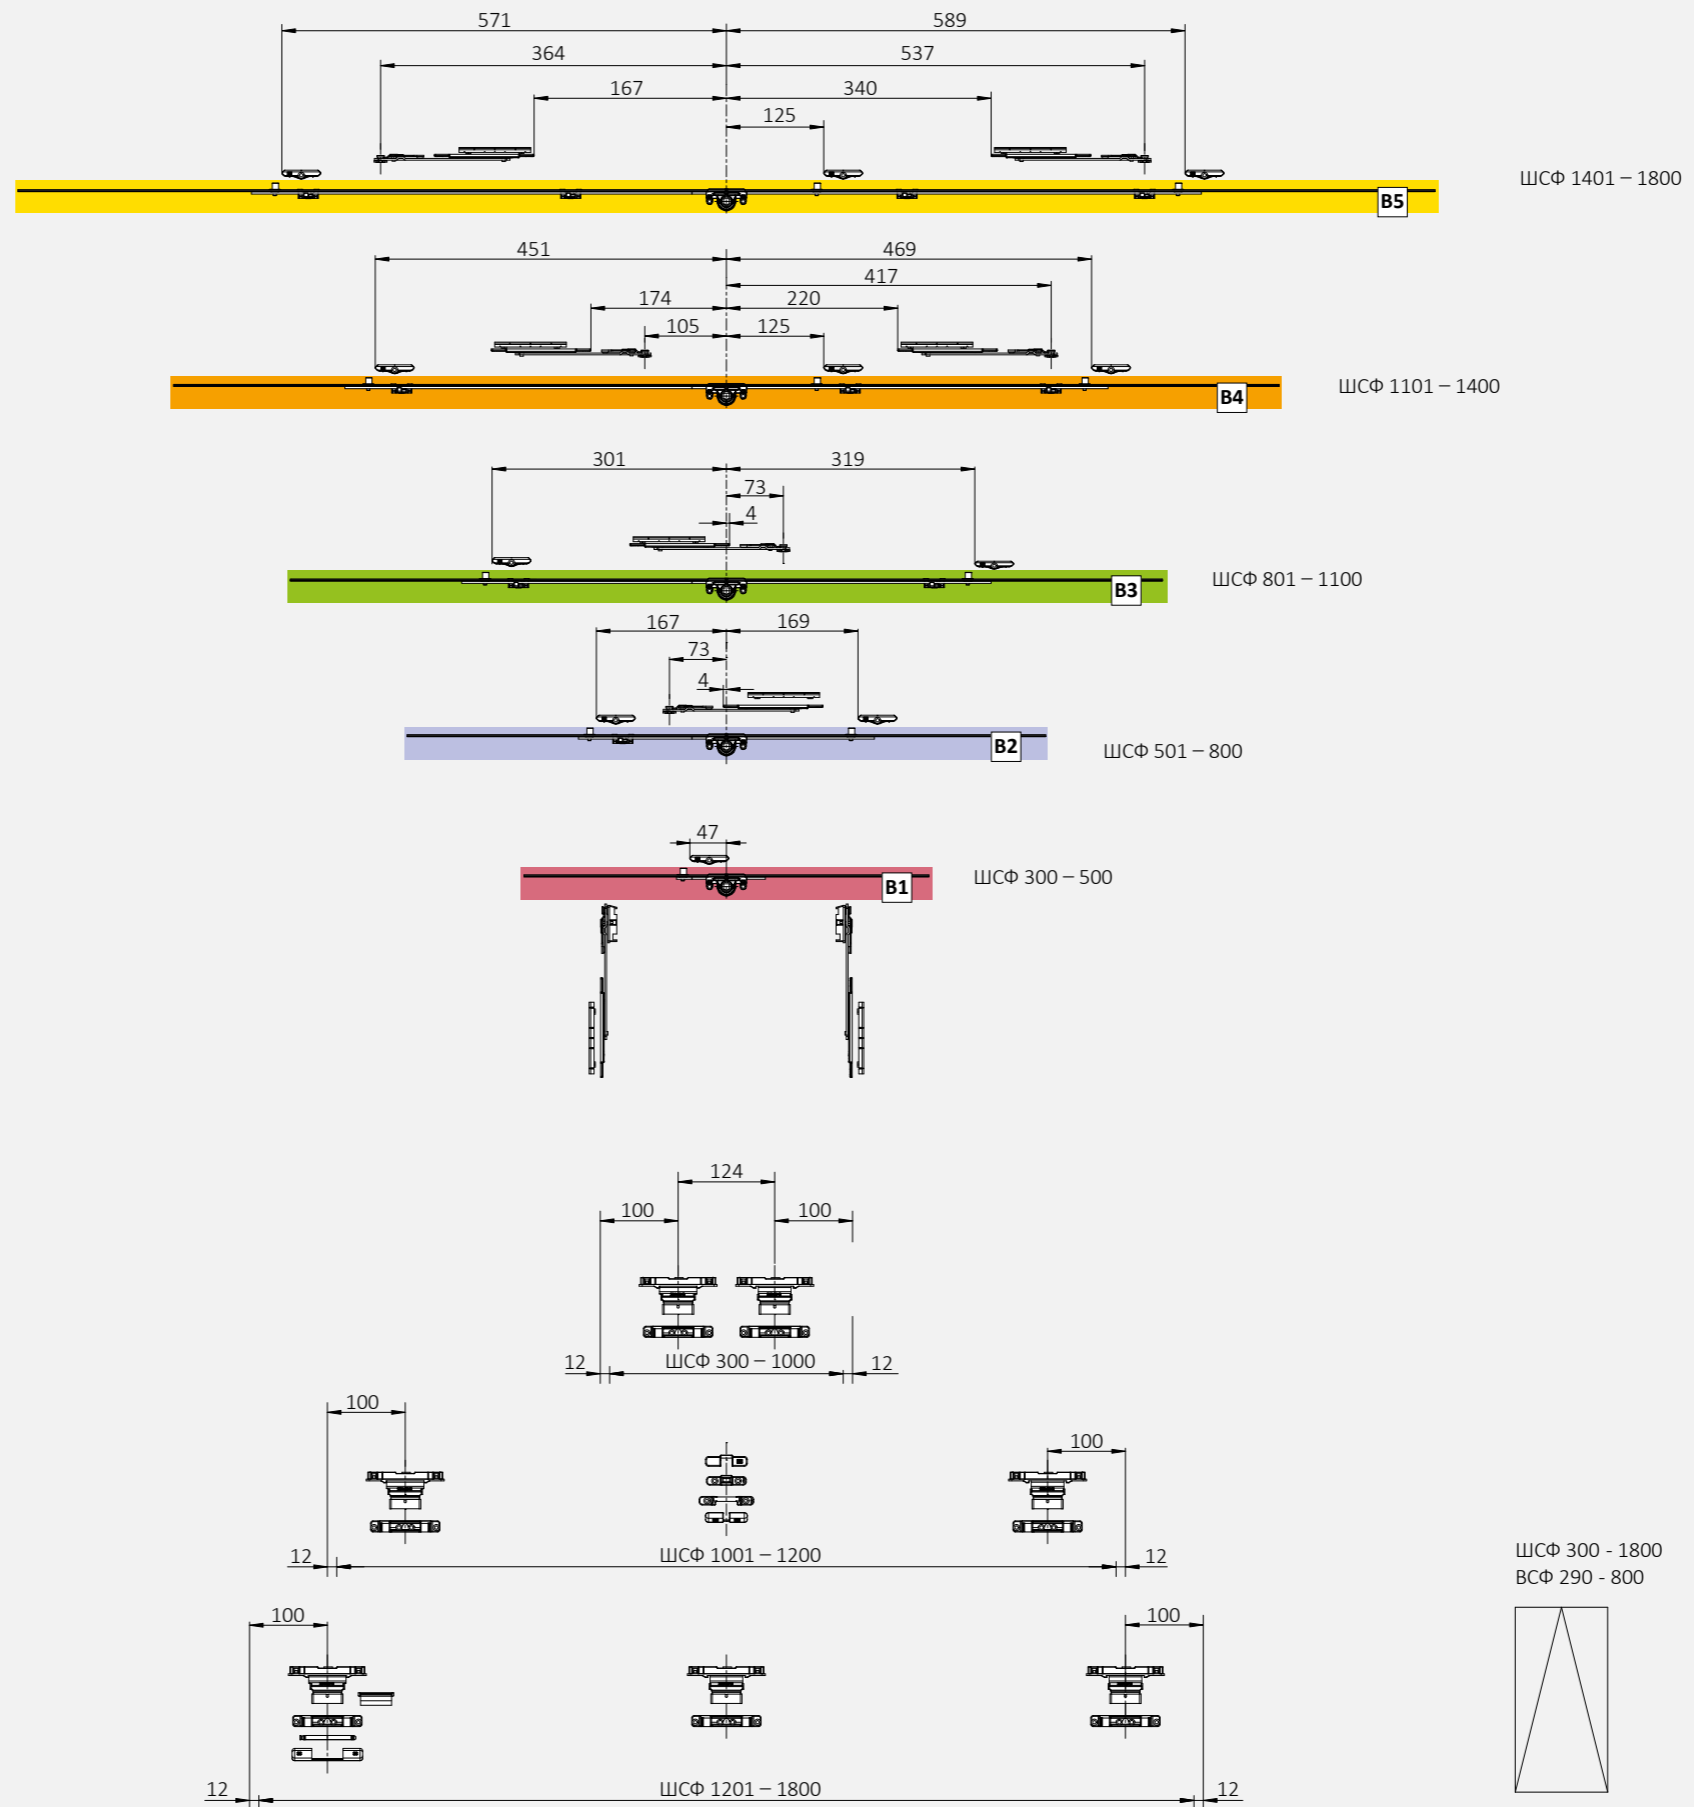 571 589
364 537
167 340
125
ШСФ 1401 – 1800
B5
451 469
417
174 220
105 125
ШСФ 1101 – 1400
B4
301 319
73
4
ШСФ 801 – 1100
B3
167 169
73
4
B2
ШСФ 501 – 800
47
B1
ШСФ 300 – 500
124
100 100
12 ШСФ 300 – 1000 12
100
100
12 ШСФ 1001 – 1200 12
ШСФ 300 - 1800
ВСФ 290 - 800
100 100
12 ШСФ 1201 – 1800 12